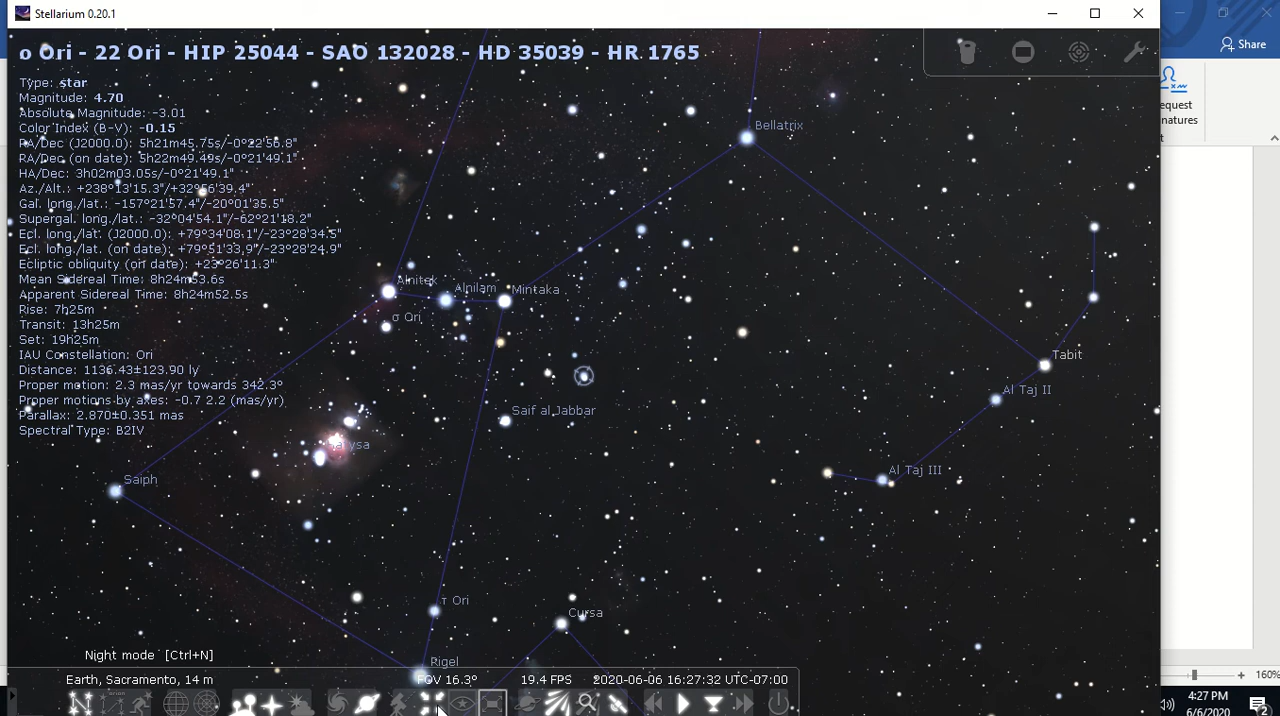 Stellarium 0.20.1
Share
ο Ori - 22 Ori - HIP 25044 - SAO 132028 - HD 35039 - HR 1765
Type: star
Magnitude: 4.70
Absolute Magnitude: -3.01
Color Index (B-V): -0.15
RA/Dec (J2000.0): 5h21m45.75s/-0°22'56.8"
RA/Dec (on date): 5h22m49.49s/-0°21'49.1"
HA/Dec: 3h02m03.05s/-0°21'49.1"
Az./Alt.: +238°13'15.3"/+32°56'39.4"
Gal. long./lat.: -157°21'57.4"/-20°01'35.5"
Supergal. long./lat.: -32°04'54.1"/-62°21'18.2"
Ecl. long./lat. (J2000.0): +79°34'08.1"/-23°28'34.5"
Ecl. long./lat. (on date): +79°51'33.9"/-23°28'24.9"
Ecliptic obliquity (on date): +23°26'11.3"
Mean Sidereal Time: 8h24m53.6s
Apparent Sidereal Time: 8h24m52.5s
Rise: 7h25m
Transit: 13h25m
Set: 19h25m
IAU Constellation: Ori
Distance: 1136.43±123.90 ly
Proper motion: 2.3 mas/yr towards 342.3°
Proper motions by axes: -0.7 2.2 (mas/yr)
Parallax: 2.870±0.351 mas
Spectral Type: B2IV
equest
natures
t
Bellatrix
Alnitak
Alnilam
Mintaka
σ Ori
Tabit
Al Taj II
Saif al Jabbar
Al Taj III
Saiph
τ Ori
Cursa
Rigel
Night mode [Ctrl+N]
Earth, Sacramento, 14 m
FOV 16.3°
19.4 FPS
2020-06-06 16:27:32 UTC-07:00
160%
4:27 PM
6/6/2020
2